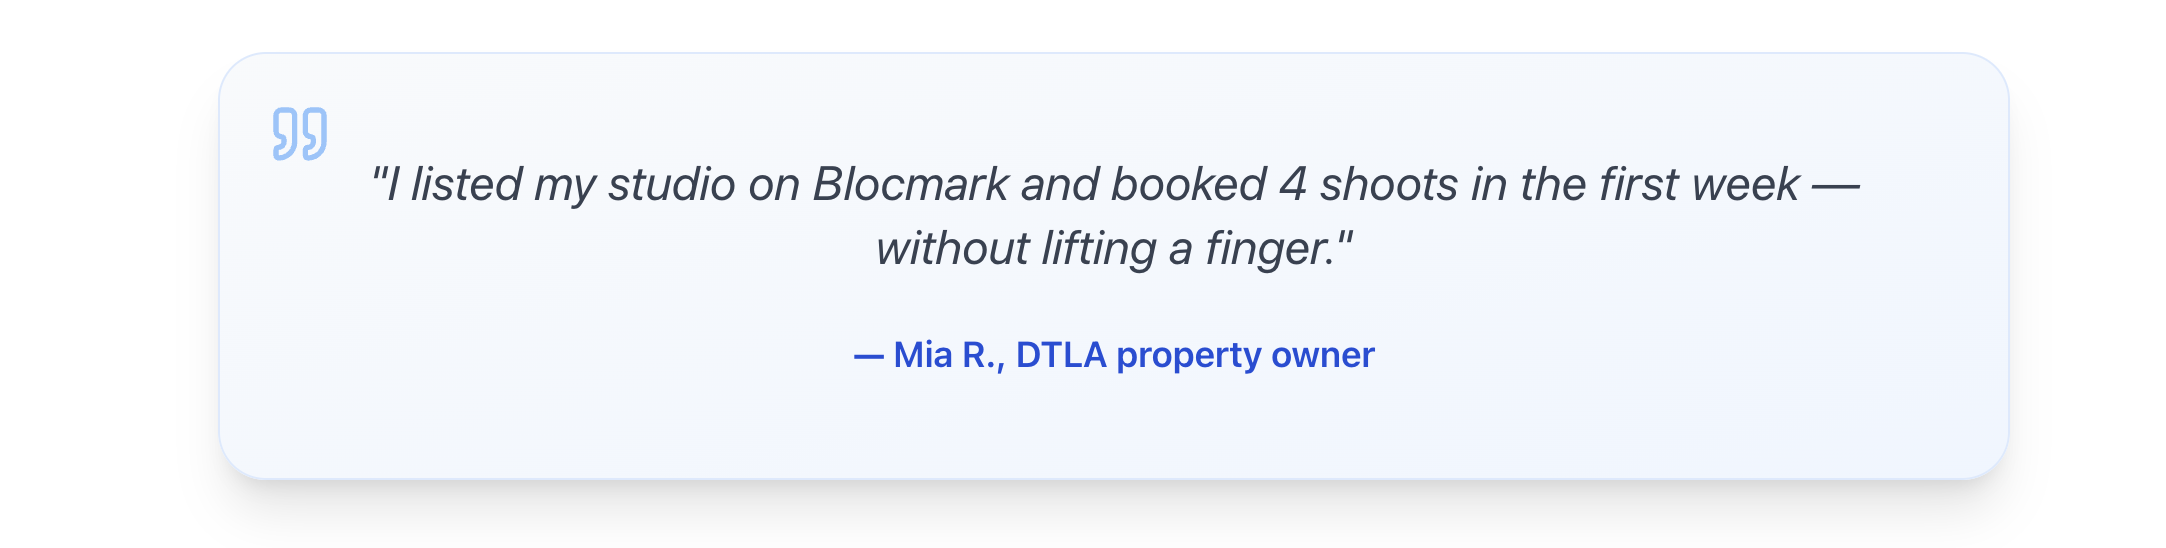 "I listed my studio on Blocmark and booked 4 shoots in the first week —
without lifting a finger."
— Mia R., DTLA property owner